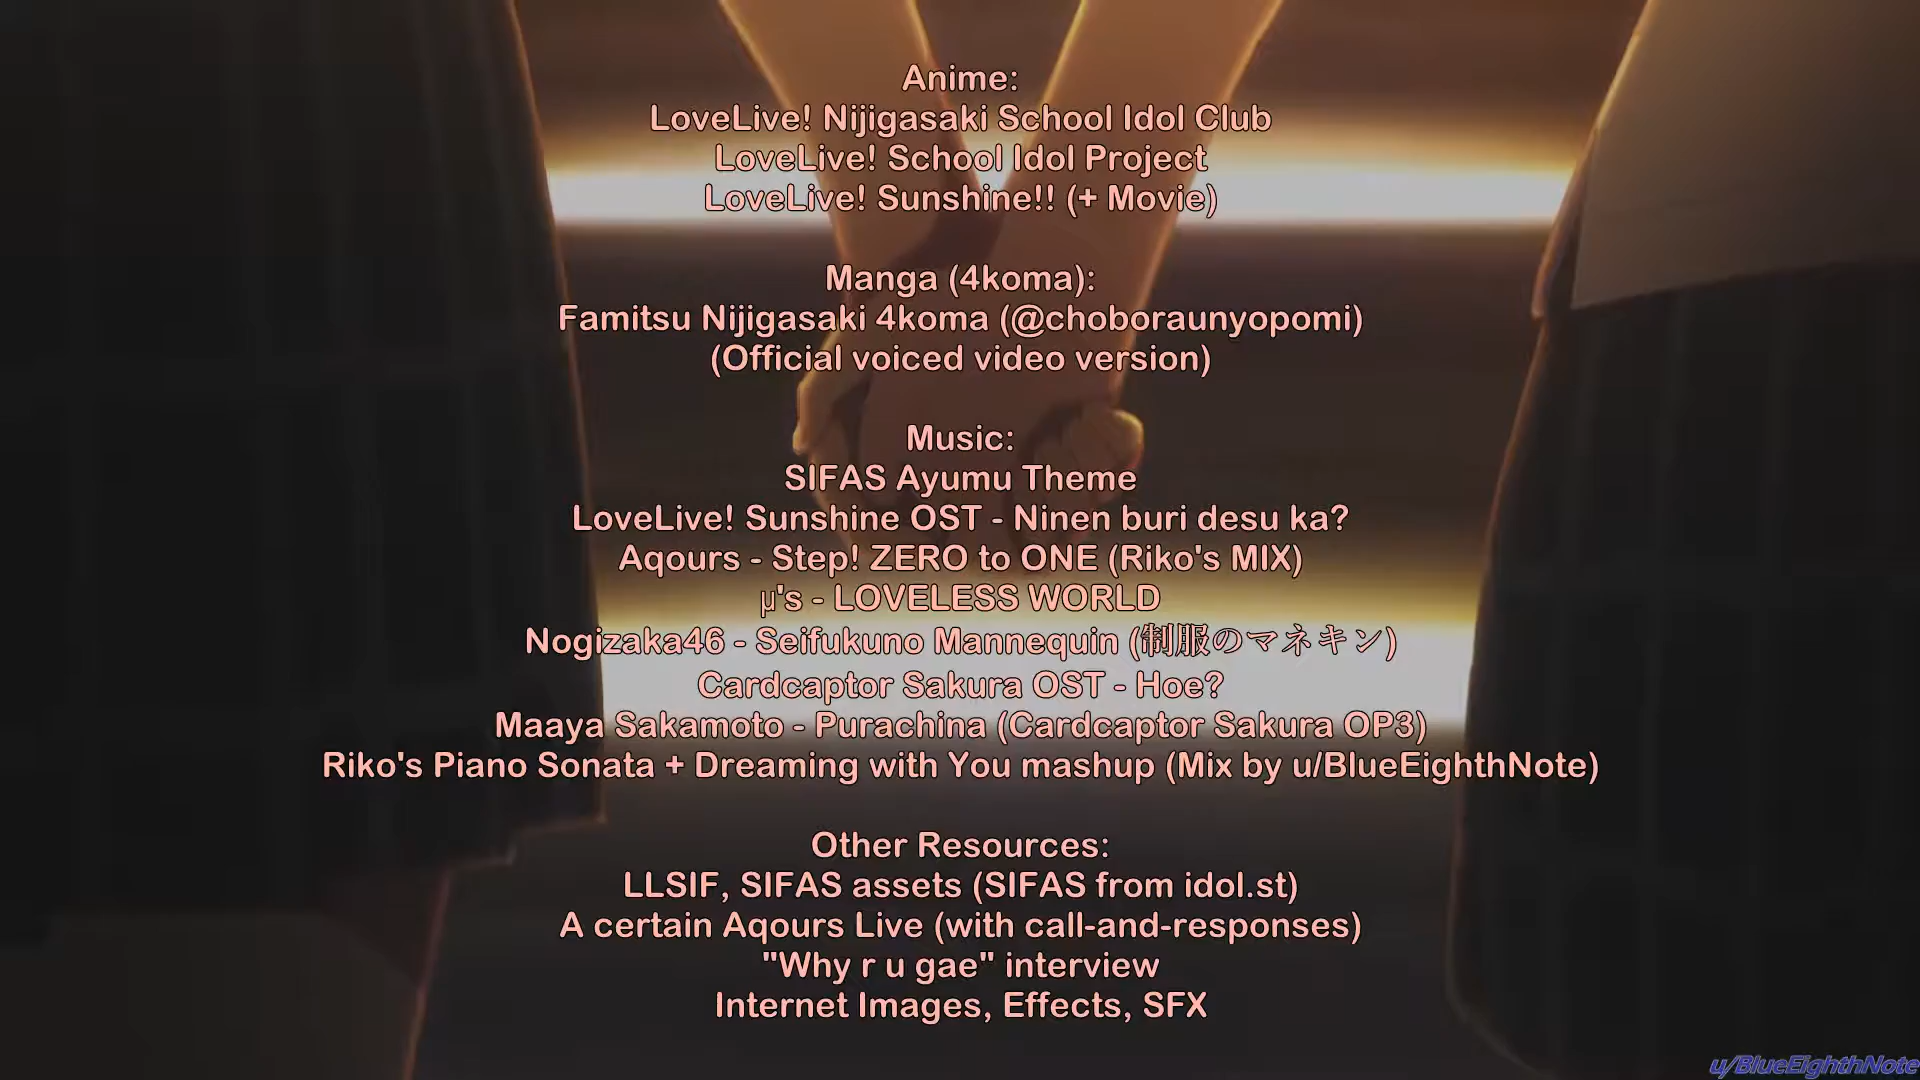 Anime:
LoveLive! Nijigasaki School Idol Club
LoveLive! School Idol Project
LoveLive! Sunshine!! (+ Movie)
Manga (4koma):
Famitsu Nijigasaki 4koma (@choboraunyopomi)
(Official voiced video version)
Music:
SIFAS Ayumu Theme
LoveLive! Sunshine OST - Ninen buri desu ka?
Aqours - Step! ZERO to ONE (Riko's MIX)
μ's - LOVELESS WORLD
Nogizaka46 - Seifukuno Mannequin (制服のマネキン)
Cardcaptor Sakura OST - Hoe?
Maaya Sakamoto - Purachina (Cardcaptor Sakura OP3)
Riko's Piano Sonata + Dreaming with You mashup (Mix by u/BlueEighthNote)
Other Resources:
LLSIF, SIFAS assets (SIFAS from idol.st)
A certain Aqours Live (with call-and-responses)
"Why r u gae" interview
Internet Images, Effects, SFX
u/BlueEighthNote